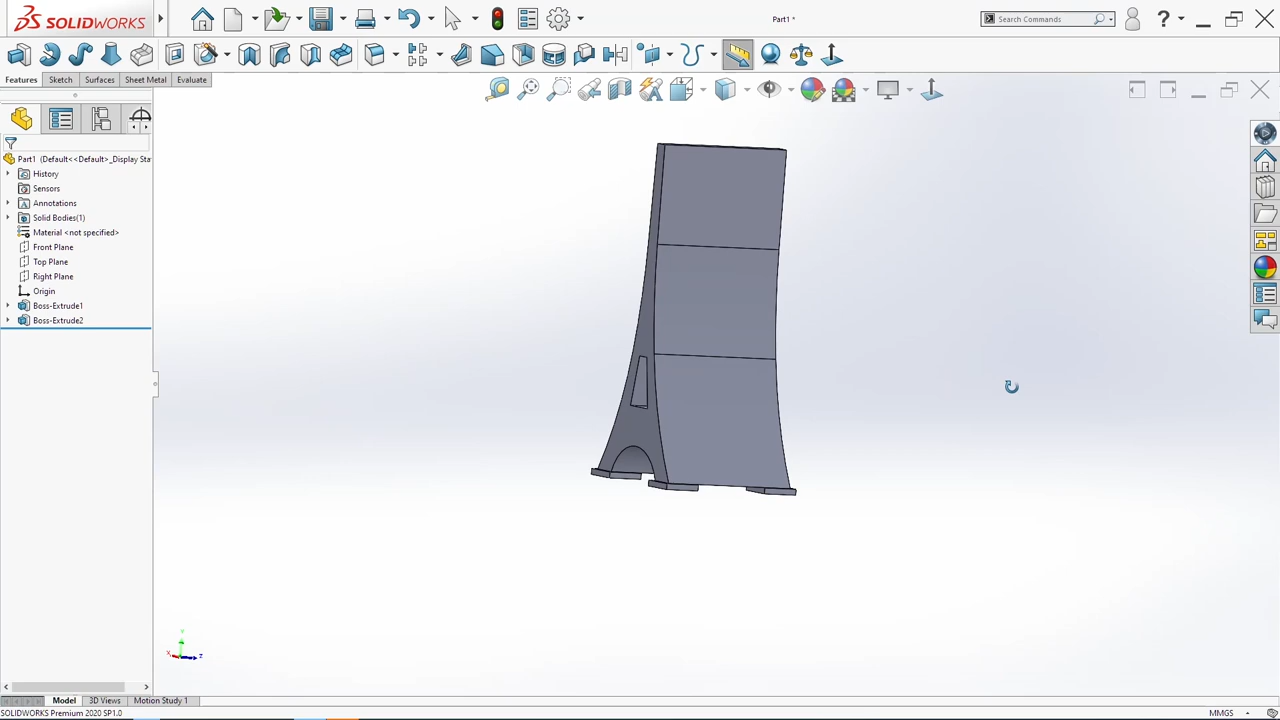 SOLIDWORKS
Part1 *
Search Commands
?
Features
Sketch
Surfaces
Sheet Metal
Evaluate
Part1 (Default<<Default>_Display Sta
History
Sensors
Annotations
Solid Bodies(1)
Material <not specified>
Front Plane
Top Plane
Right Plane
Origin
Boss-Extrude1
Boss-Extrude2
Y
X
Z
Model
3D Views
Motion Study 1
SOLIDWORKS Premium 2020 SP1.0
MMGS